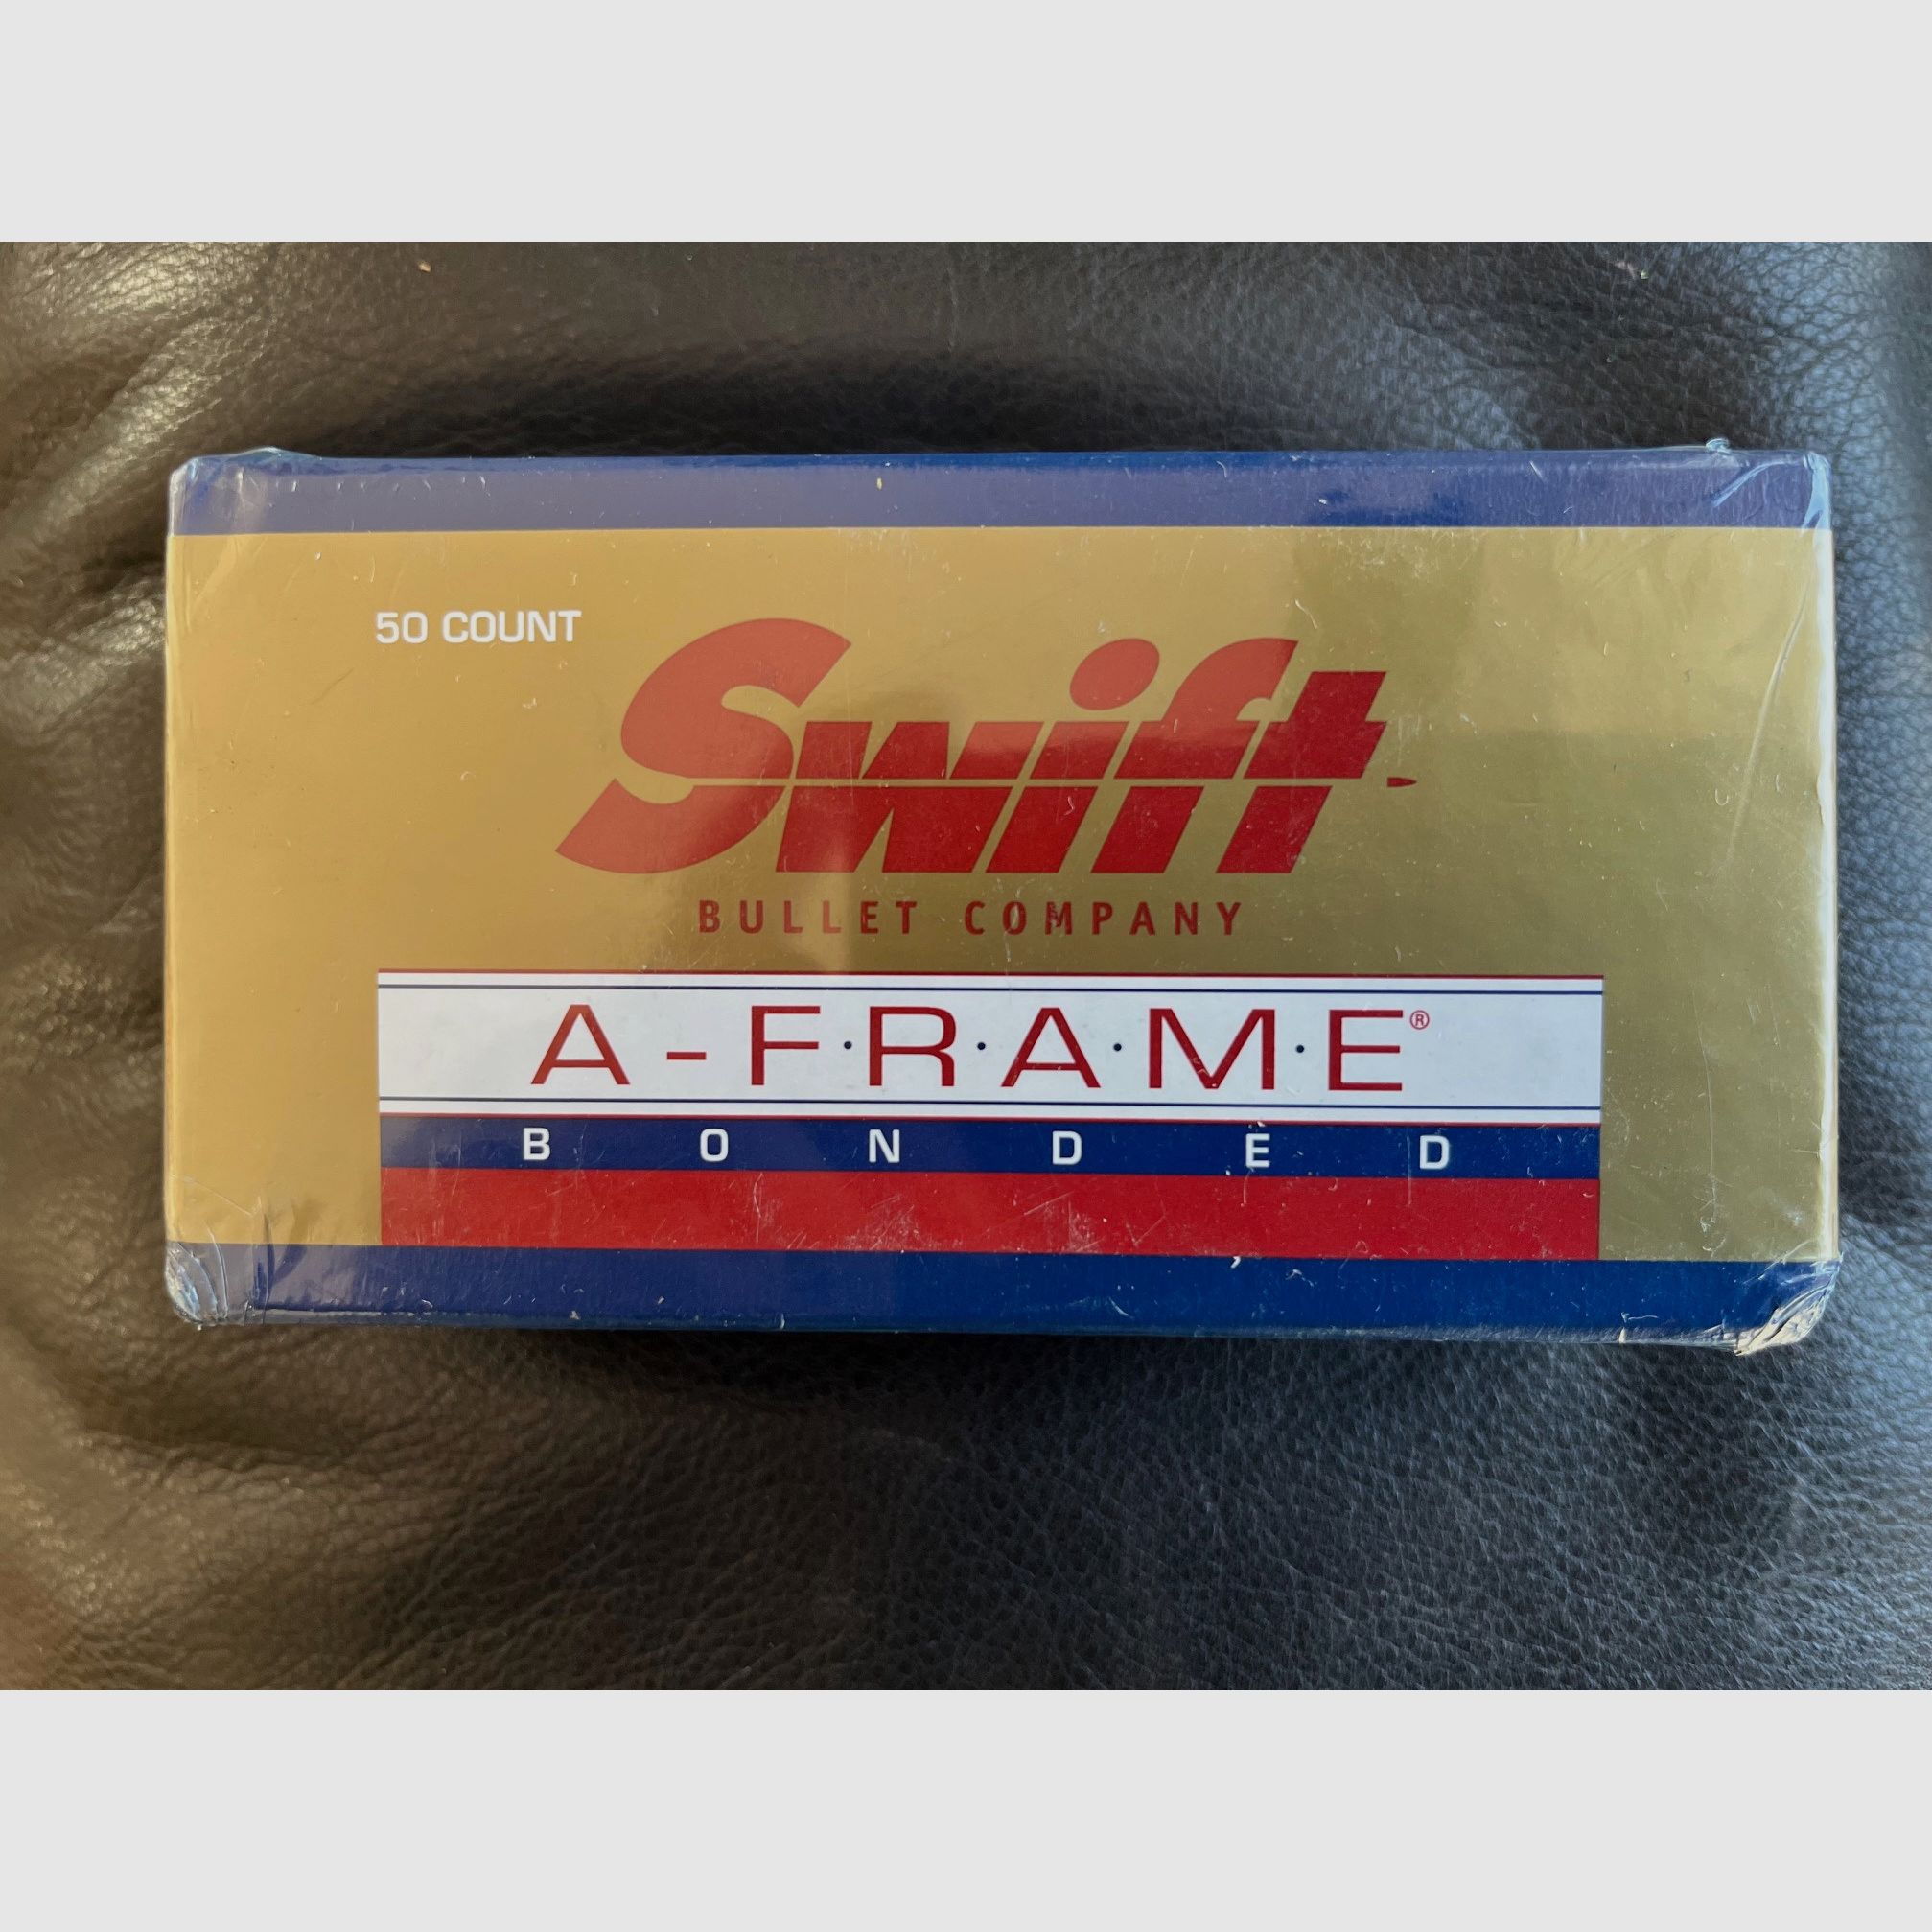 50 COUNT
Swift
BULLET COMPANY
A-F·R·A·M·E®
BONDED